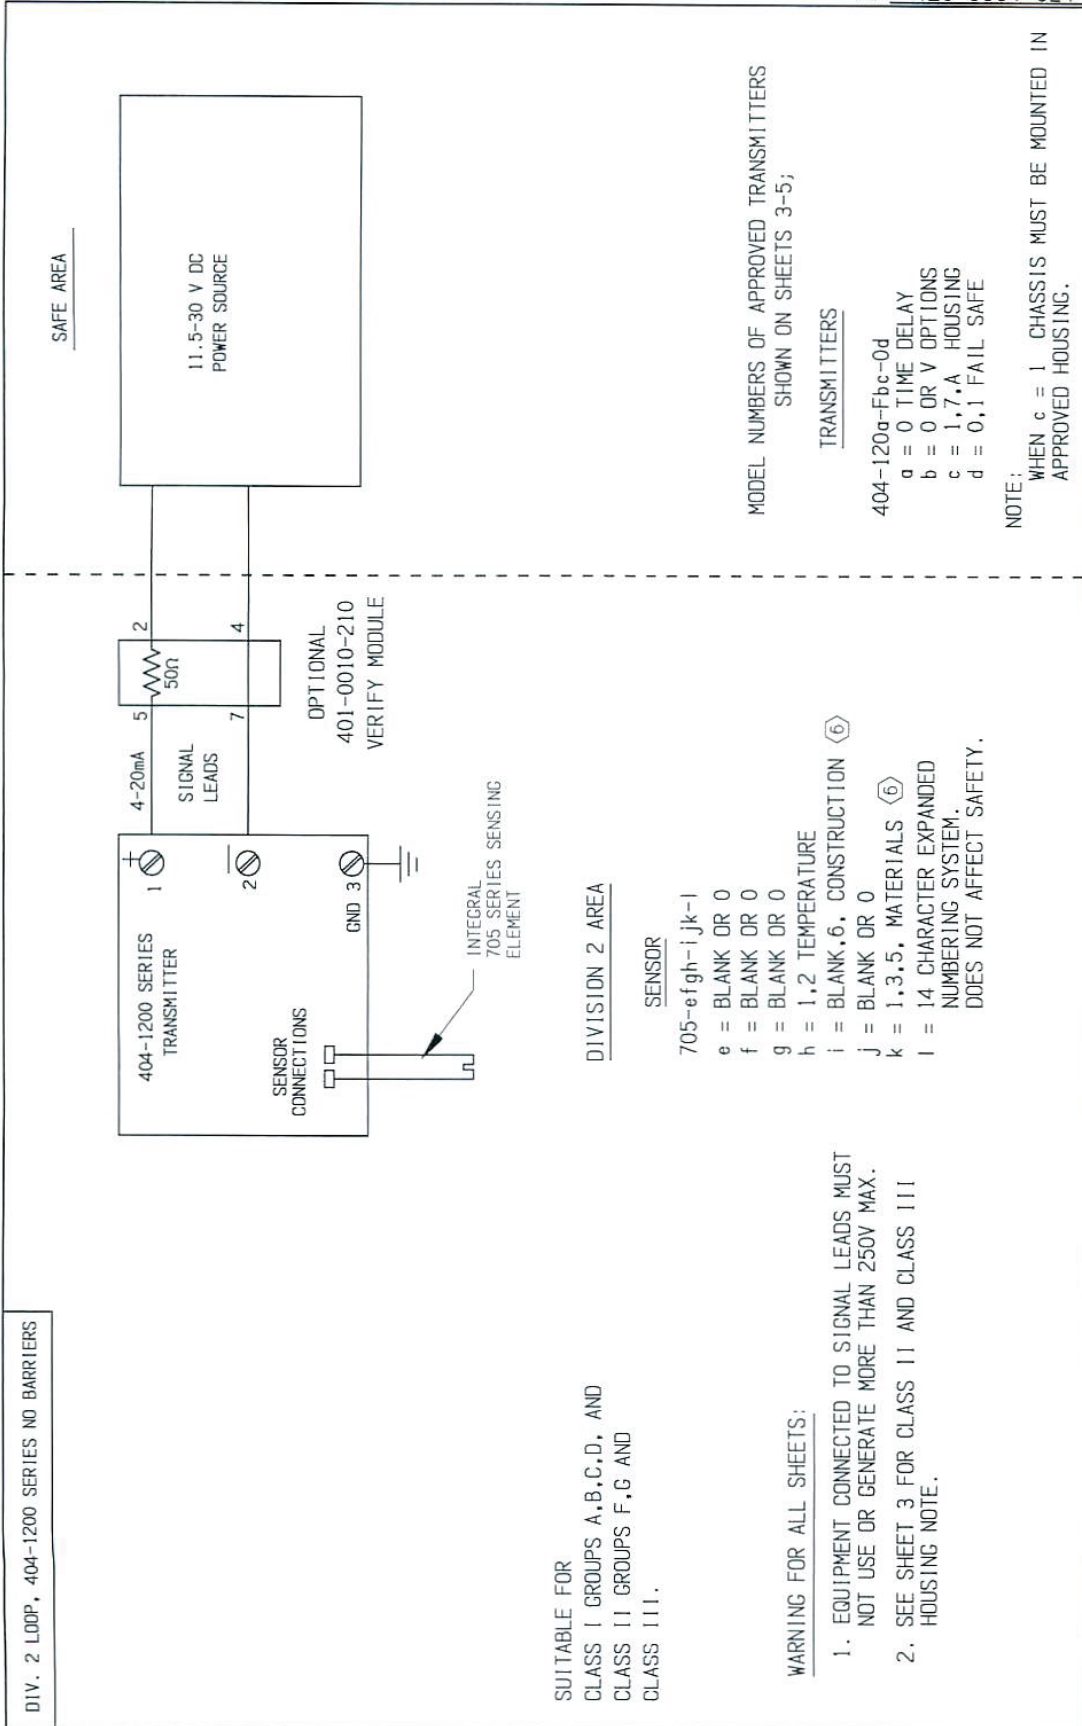 DIV. 2 LOOP, 404-1200 SERIES NO BARRIERS
SAFE AREA
11.5-30 V DC
POWER SOURCE
404-1200 SERIES
TRANSMITTER
+
1
–
2
GND 3
SENSOR
CONNECTIONS
4-20mA
SIGNAL
LEADS
5
2
50Ω
7
4
OPTIONAL
401-0010-210
VERIFY MODULE
INTEGRAL
705 SERIES SENSING
ELEMENT
SUITABLE FOR
CLASS I GROUPS A,B,C,D, AND
CLASS II GROUPS F,G AND
CLASS III.
WARNING FOR ALL SHEETS:
1. EQUIPMENT CONNECTED TO SIGNAL LEADS MUST
NOT USE OR GENERATE MORE THAN 250V MAX.
2. SEE SHEET 3 FOR CLASS II AND CLASS III
HOUSING NOTE.
DIVISION 2 AREA
SENSOR
705-efgh-ijk-l
e = BLANK OR 0
f = BLANK OR 0
g = BLANK OR 0
h = 1,2 TEMPERATURE
i = BLANK,6, CONSTRUCTION 6
j = BLANK OR 0
k = 1,3,5, MATERIALS 6
l = 14 CHARACTER EXPANDED
NUMBERING SYSTEM.
DOES NOT AFFECT SAFETY.
MODEL NUMBERS OF APPROVED TRANSMITTERS
SHOWN ON SHEETS 3-5;
TRANSMITTERS
404-120a-Fbc-0d
a = 0 TIME DELAY
b = 0 OR V OPTIONS
c = 1,7,A HOUSING
d = 0,1 FAIL SAFE
NOTE:
WHEN c = 1 CHASSIS MUST BE MOUNTED IN
APPROVED HOUSING.